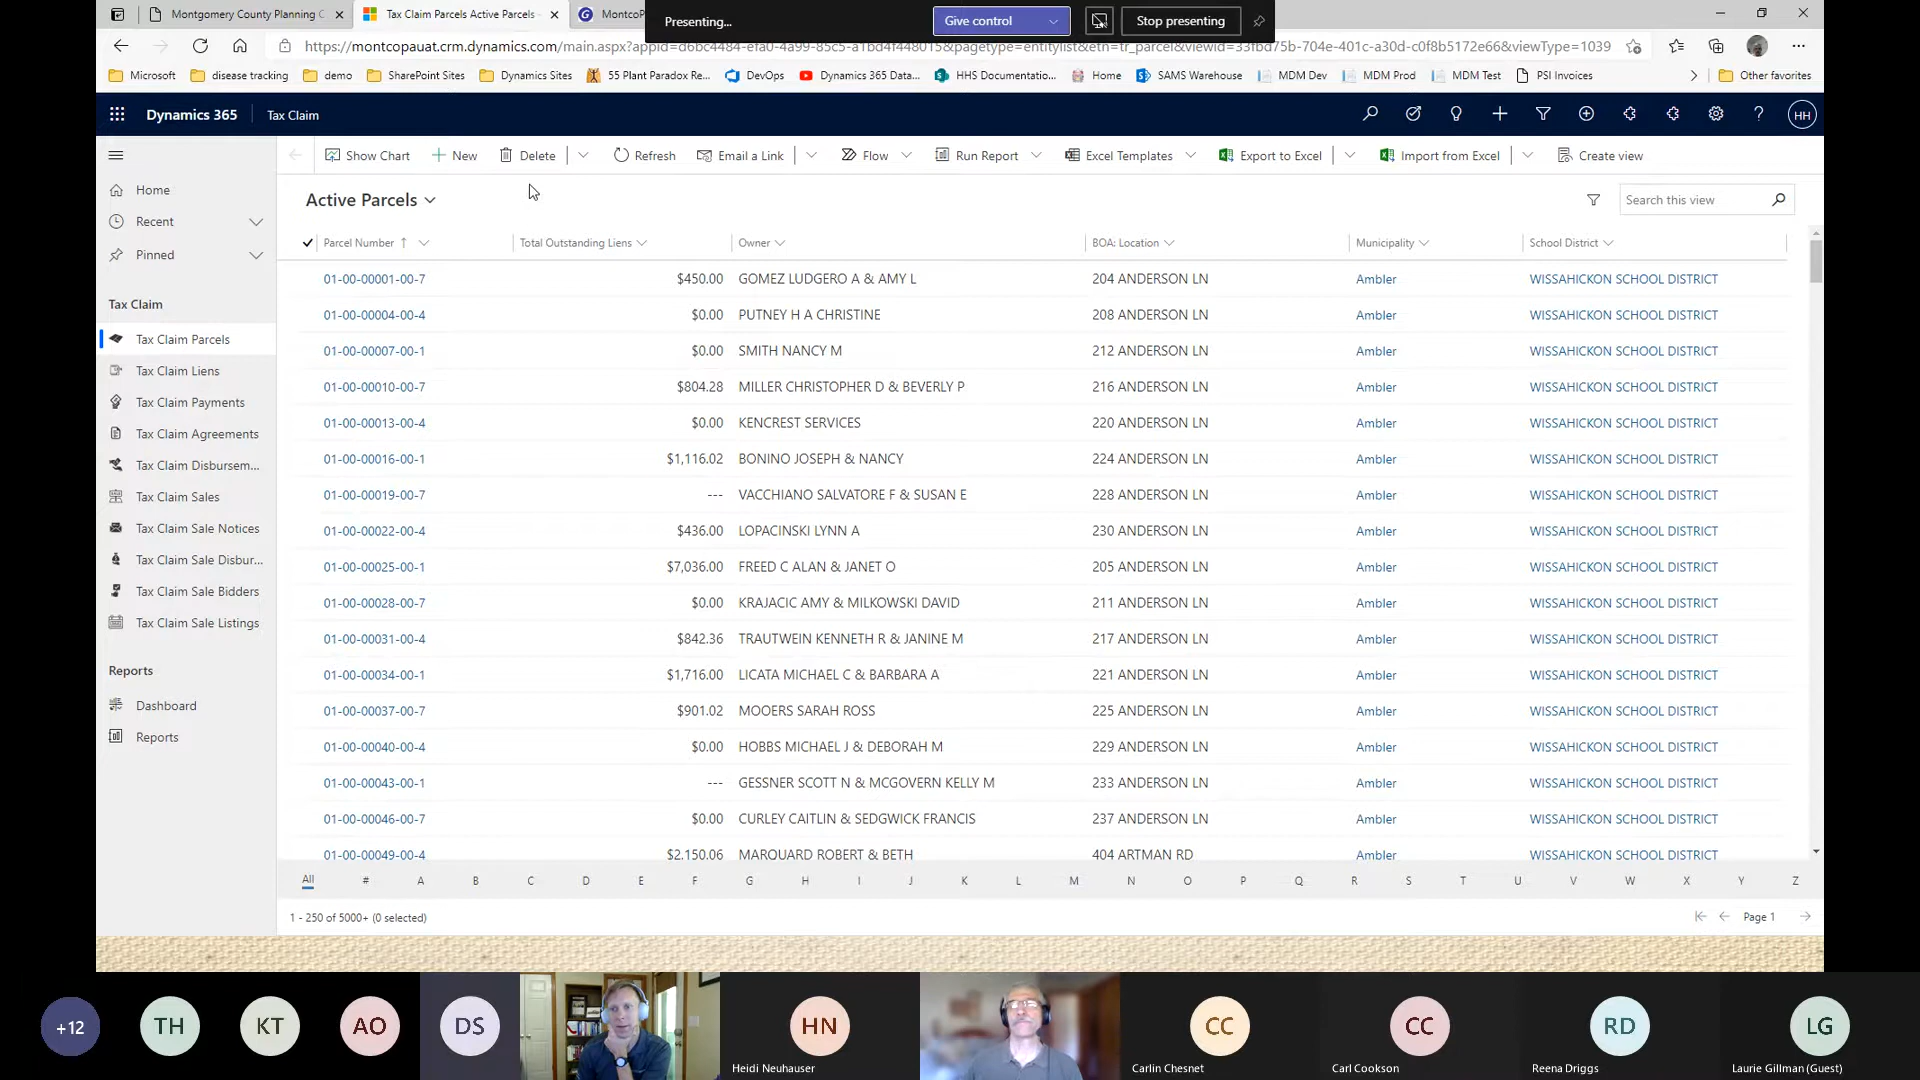 Montgomery County Planning C
Tax Claim Parcels Active Parcels -
MontcoP
Presenting...
Give control
Stop presenting
https://montcopauat.crm.dynamics.com/main.aspx?appid=d6bc4484-efa0-4a99-85c5-a1bd4f448015&pagetype=entitylist&etn=tr_parcel&viewid=33fbd75b-704e-401c-a30d-c0f8b5172e66&viewType=1039
Microsoft
disease tracking
demo
SharePoint Sites
Dynamics Sites
55 Plant Paradox Re...
DevOps
Dynamics 365 Data...
HHS Documentatio...
Home
SAMS Warehouse
MDM Dev
MDM Prod
MDM Test
PSI Invoices
Other favorites
Dynamics 365
Tax Claim
HH
Show Chart
New
Delete
Refresh
Email a Link
Flow
Run Report
Excel Templates
Export to Excel
Import from Excel
Create view
Home
Recent
Pinned
Tax Claim
Tax Claim Parcels
Tax Claim Liens
Tax Claim Payments
Tax Claim Agreements
Tax Claim Disbursem...
Tax Claim Sales
Tax Claim Sale Notices
Tax Claim Sale Disbur...
Tax Claim Sale Bidders
Tax Claim Sale Listings
Reports
Dashboard
Reports
Active Parcels
Search this view
Parcel Number Total Outstanding Liens Owner BOA: Location Municipality School District
01-00-00001-00-7 $450.00 GOMEZ LUDGERO A & AMY L 204 ANDERSON LN Ambler WISSAHICKON SCHOOL DISTRICT
01-00-00004-00-4 $0.00 PUTNEY H A CHRISTINE 208 ANDERSON LN Ambler WISSAHICKON SCHOOL DISTRICT
01-00-00007-00-1 $0.00 SMITH NANCY M 212 ANDERSON LN Ambler WISSAHICKON SCHOOL DISTRICT
01-00-00010-00-7 $804.28 MILLER CHRISTOPHER D & BEVERLY P 216 ANDERSON LN Ambler WISSAHICKON SCHOOL DISTRICT
01-00-00013-00-4 $0.00 KENCREST SERVICES 220 ANDERSON LN Ambler WISSAHICKON SCHOOL DISTRICT
01-00-00016-00-1 $1,116.02 BONINO JOSEPH & NANCY 224 ANDERSON LN Ambler WISSAHICKON SCHOOL DISTRICT
01-00-00019-00-7 --- VACCHIANO SALVATORE F & SUSAN E 228 ANDERSON LN Ambler WISSAHICKON SCHOOL DISTRICT
01-00-00022-00-4 $436.00 LOPACINSKI LYNN A 230 ANDERSON LN Ambler WISSAHICKON SCHOOL DISTRICT
01-00-00025-00-1 $7,036.00 FREED C ALAN & JANET O 205 ANDERSON LN Ambler WISSAHICKON SCHOOL DISTRICT
01-00-00028-00-7 $0.00 KRAJACIC AMY & MILKOWSKI DAVID 211 ANDERSON LN Ambler WISSAHICKON SCHOOL DISTRICT
01-00-00031-00-4 $842.36 TRAUTWEIN KENNETH R & JANINE M 217 ANDERSON LN Ambler WISSAHICKON SCHOOL DISTRICT
01-00-00034-00-1 $1,716.00 LICATA MICHAEL C & BARBARA A 221 ANDERSON LN Ambler WISSAHICKON SCHOOL DISTRICT
01-00-00037-00-7 $901.02 MOOERS SARAH ROSS 225 ANDERSON LN Ambler WISSAHICKON SCHOOL DISTRICT
01-00-00040-00-4 $0.00 HOBBS MICHAEL J & DEBORAH M 229 ANDERSON LN Ambler WISSAHICKON SCHOOL DISTRICT
01-00-00043-00-1 --- GESSNER SCOTT N & MCGOVERN KELLY M 233 ANDERSON LN Ambler WISSAHICKON SCHOOL DISTRICT
01-00-00046-00-7 $0.00 CURLEY CAITLIN & SEDGWICK FRANCIS 237 ANDERSON LN Ambler WISSAHICKON SCHOOL DISTRICT
01-00-00049-00-4 $2,150.06 MARQUARD ROBERT & BETH 404 ARTMAN RD Ambler WISSAHICKON SCHOOL DISTRICT
All # A B C D E F G H I J K L M N O P Q R S T U V W X Y Z
1 - 250 of 5000+ (0 selected)
Page 1
+12
TH
KT
AO
DS
HN
Heidi Neuhauser
CC
Carlin Chesnet
CC
Carl Cookson
RD
Reena Driggs
LG
Laurie Gillman (Guest)